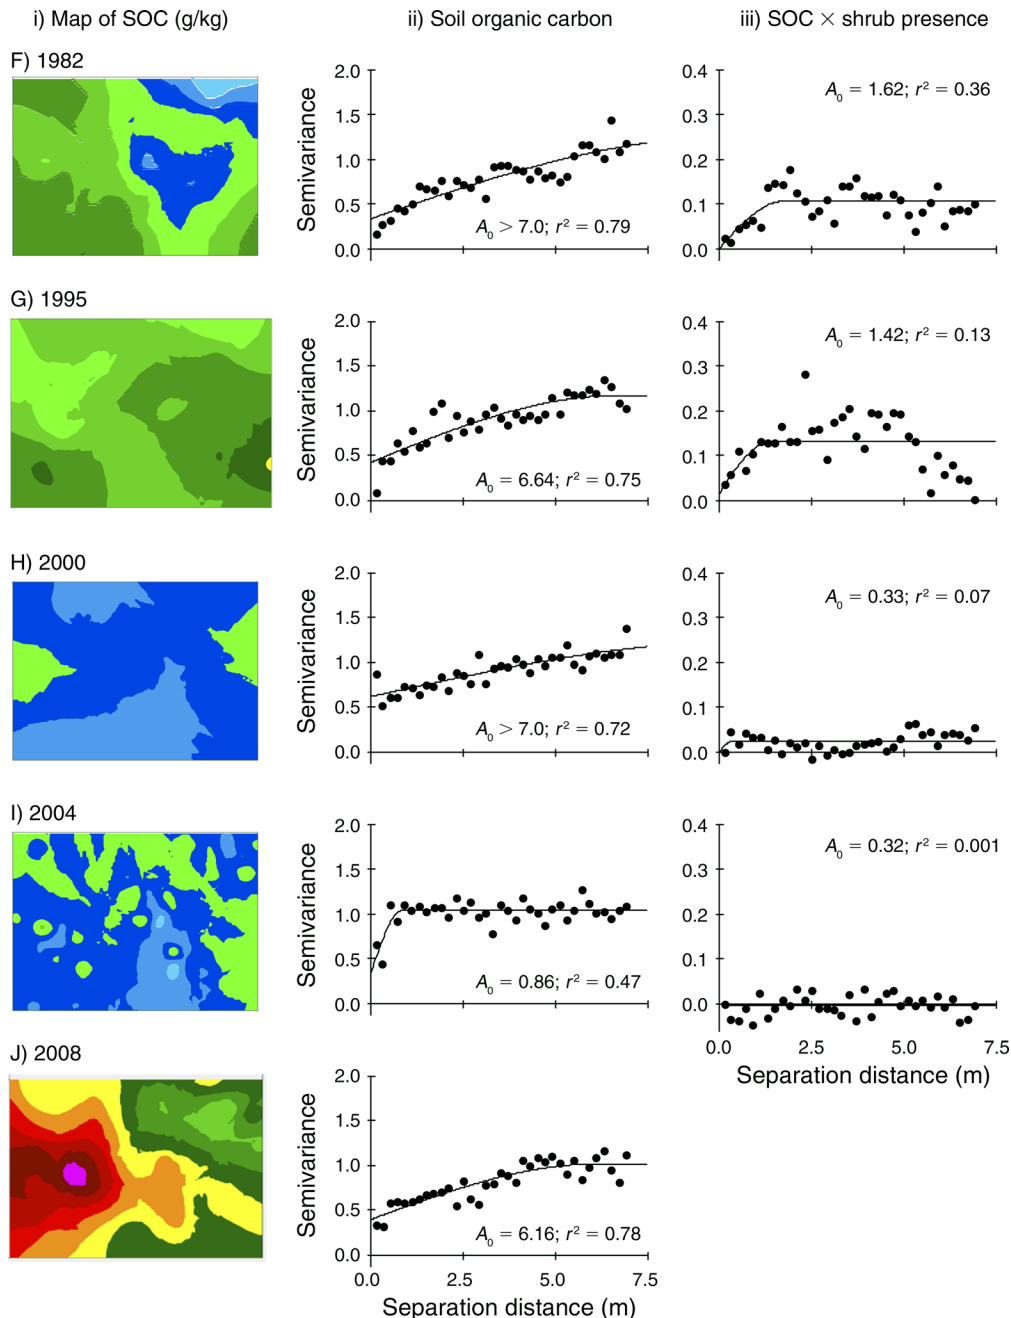 i) Map of SOC (g/kg)
ii) Soil organic carbon
iii) SOC × shrub presence
F) 1982
Semivariance
2.0
1.5
1.0
0.5
0.0
A0 > 7.0; r2 = 0.79
0.4
0.3
0.2
0.1
0.0
A0 = 1.62; r2 = 0.36
G) 1995
Semivariance
2.0
1.5
1.0
0.5
0.0
A0 = 6.64; r2 = 0.75
0.4
0.3
0.2
0.1
0.0
A0 = 1.42; r2 = 0.13
H) 2000
Semivariance
2.0
1.5
1.0
0.5
0.0
A0 > 7.0; r2 = 0.72
0.4
0.3
0.2
0.1
0.0
A0 = 0.33; r2 = 0.07
I) 2004
Semivariance
2.0
1.5
1.0
0.5
0.0
A0 = 0.86; r2 = 0.47
0.4
0.3
0.2
0.1
0.0
A0 = 0.32; r2 = 0.001
0.0 2.5 5.0 7.5
Separation distance (m)
J) 2008
Semivariance
2.0
1.5
1.0
0.5
0.0
A0 = 6.16; r2 = 0.78
0.0 2.5 5.0 7.5
Separation distance (m)